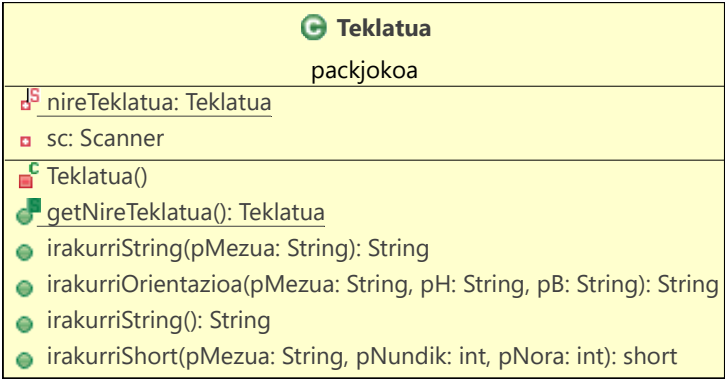 Teklatua
packjokoa
nireTeklatua: Teklatua
sc: Scanner
Teklatua()
getNireTeklatua(): Teklatua
irakurriString(pMezua: String): String
irakurriOrientazioa(pMezua: String, pH: String, pB: String): String
irakurriString(): String
irakurriShort(pMezua: String, pNundik: int, pNora: int): short